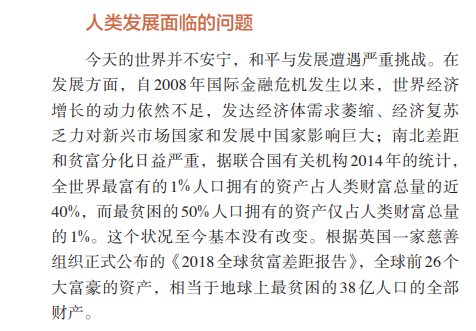 人类发展面临的问题
今天的世界并不安宁，和平与发展遭遇严重挑战。在
发展方面，自2008年国际金融危机发生以来，世界经济
增长的动力依然不足，发达经济体需求萎缩、经济复苏
乏力对新兴市场国家和发展中国家影响巨大；南北差距
和贫富分化日益严重，据联合国有关机构2014年的统计，
全世界最富有的1%人口拥有的资产占人类财富总量的近
40%，而最贫困的50%人口拥有的资产仅占人类财富总量
的1%。这个状况至今基本没有改变。根据英国一家慈善
组织正式公布的《2018全球贫富差距报告》，全球前26个
大富豪的资产，相当于地球上最贫困的38亿人口的全部
财产。